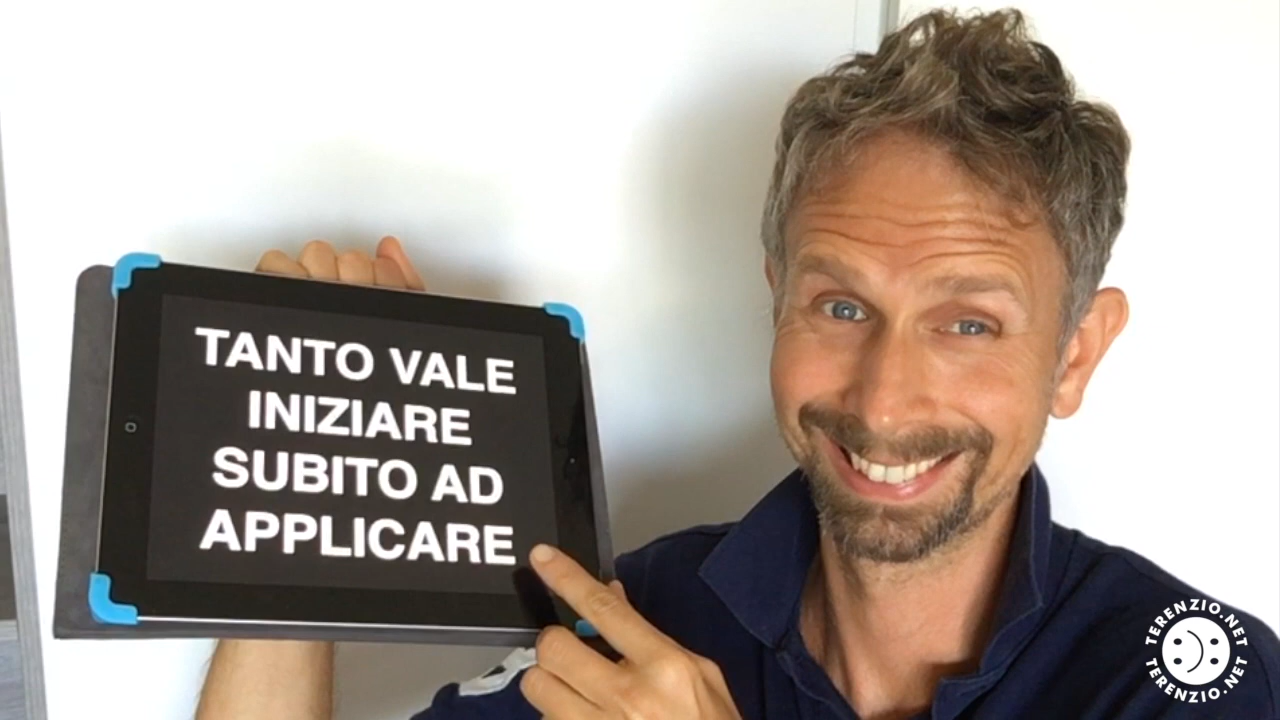 TANTO VALE
INIZIARE
SUBITO AD
APPLICARE
TERENZIO.NET
TERENZIO.NET